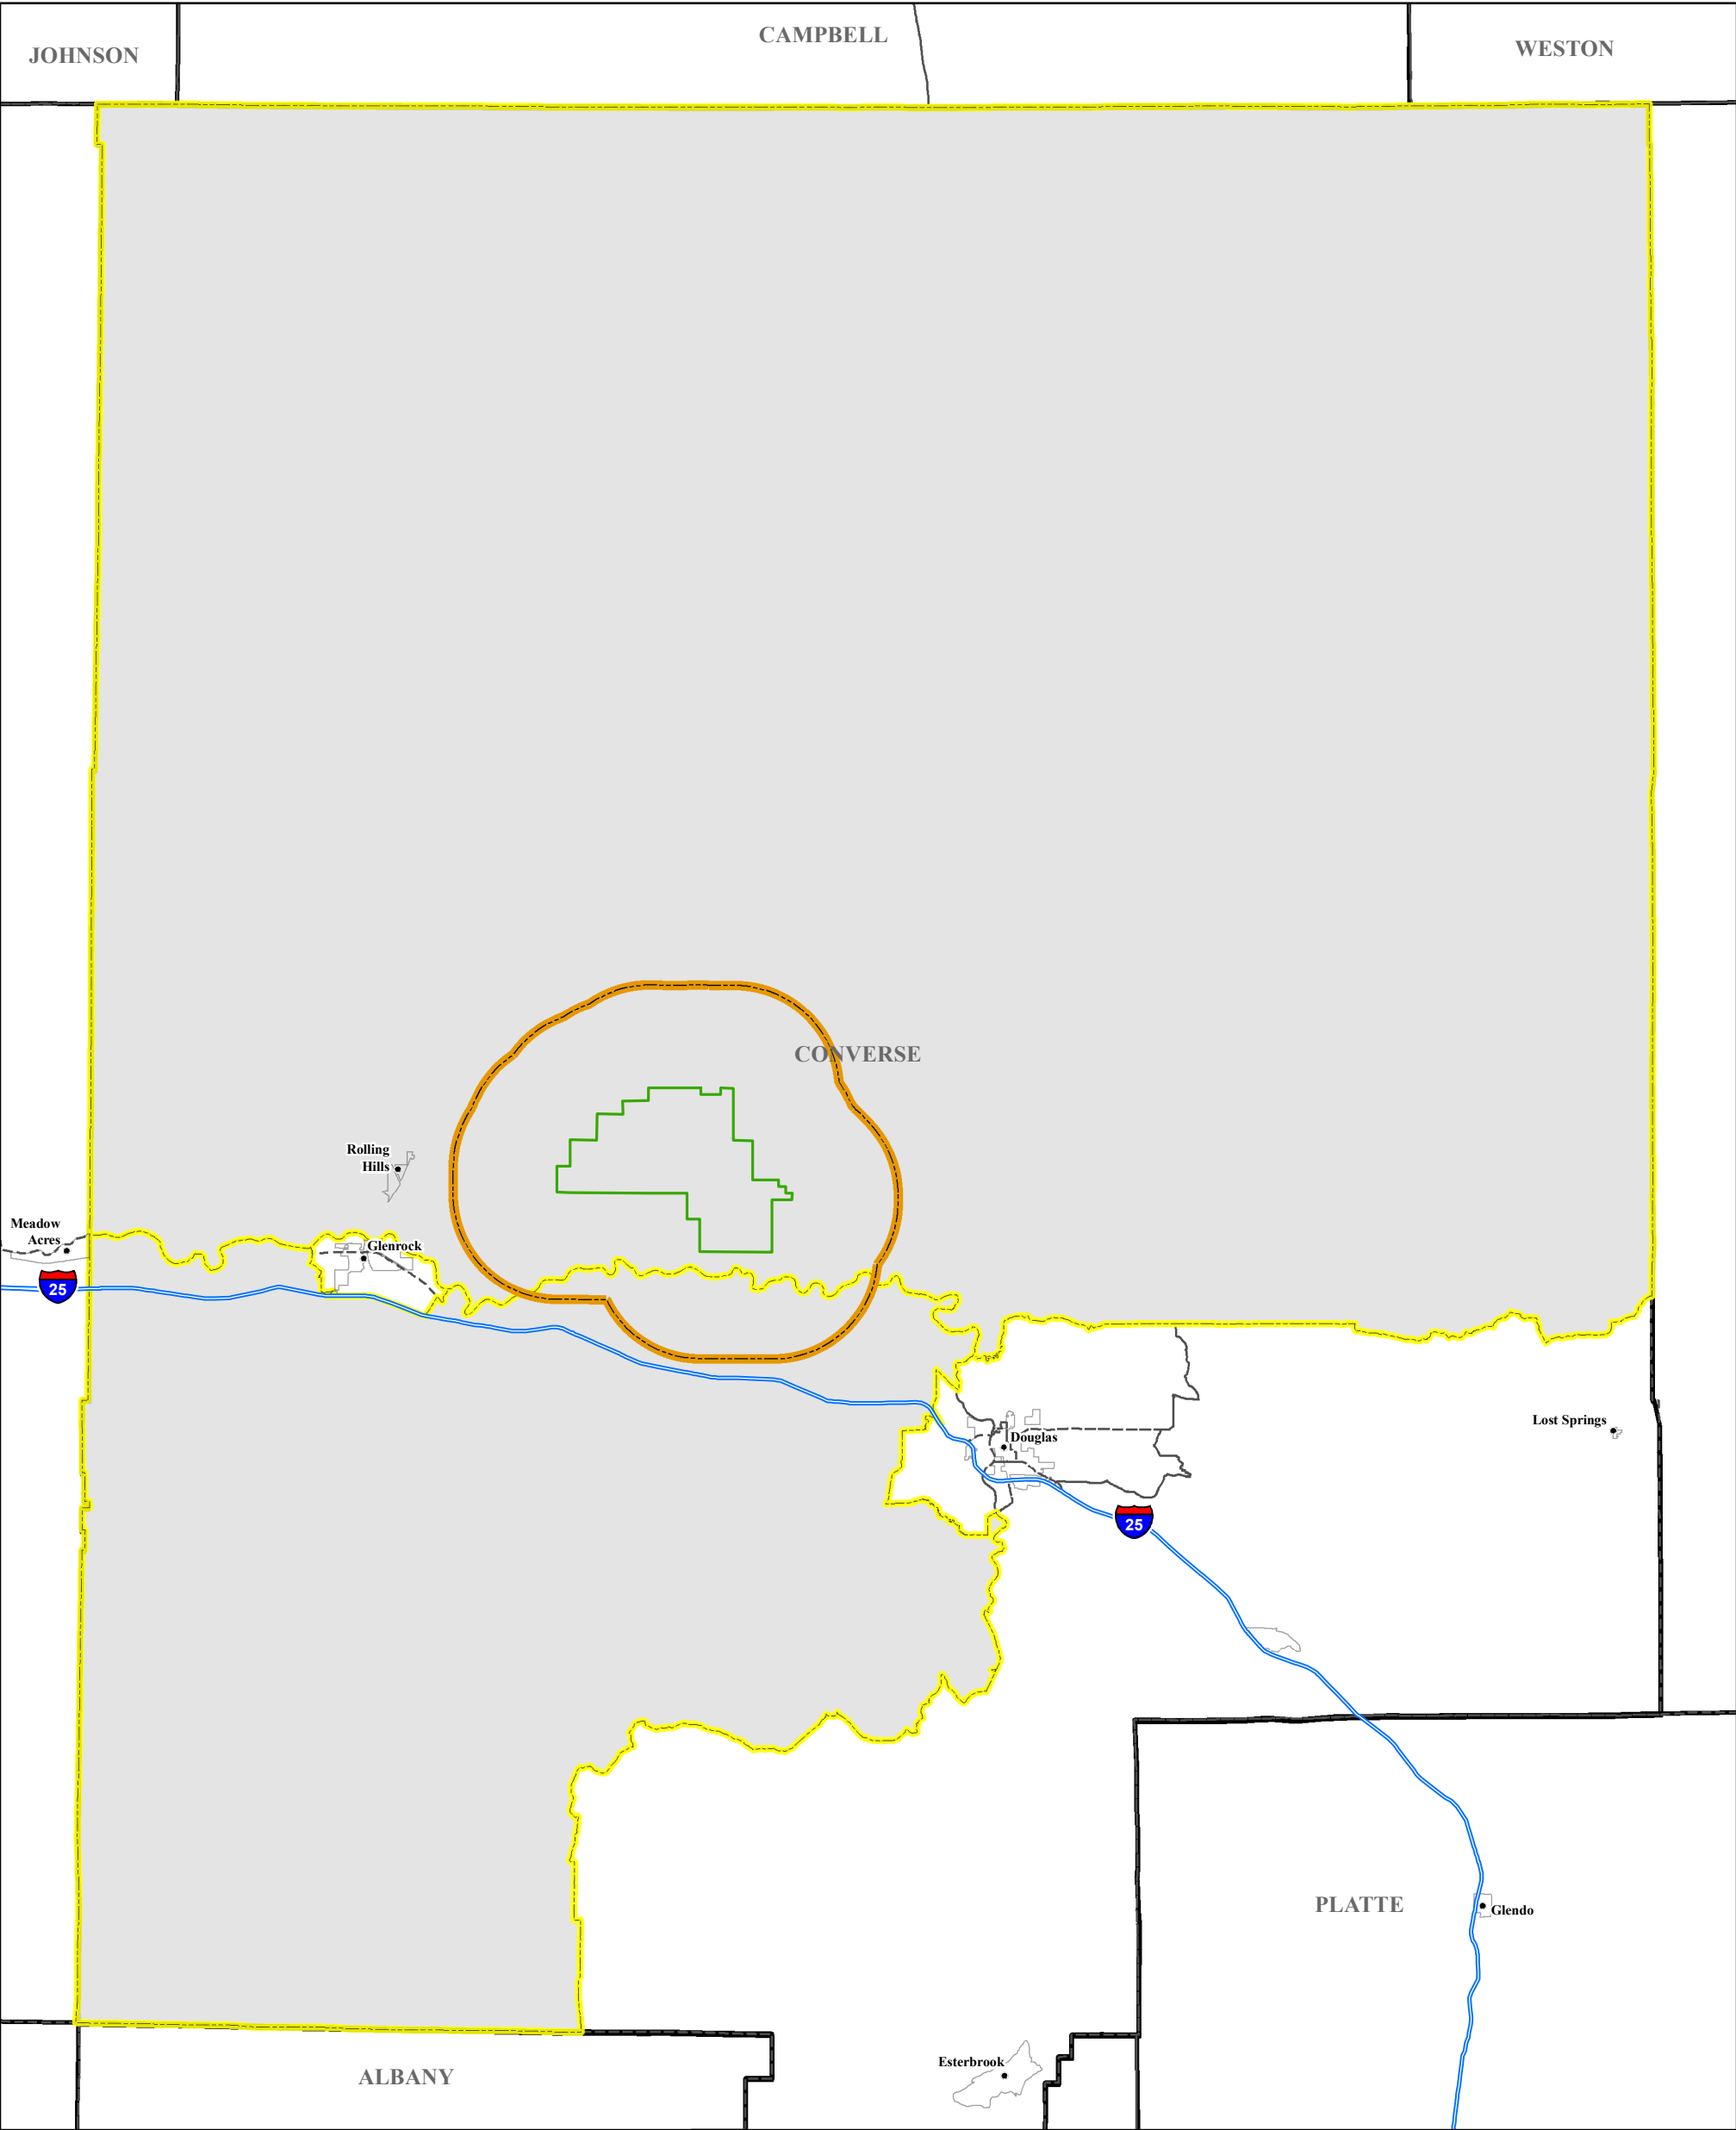 CAMPBELL
JOHNSON
WESTON
CONVERSE
Rolling
Hills
Meadow
Acres
Glenrock
25
Lost Springs
Douglas
25
PLATTE
Glendo
Esterbrook
ALBANY